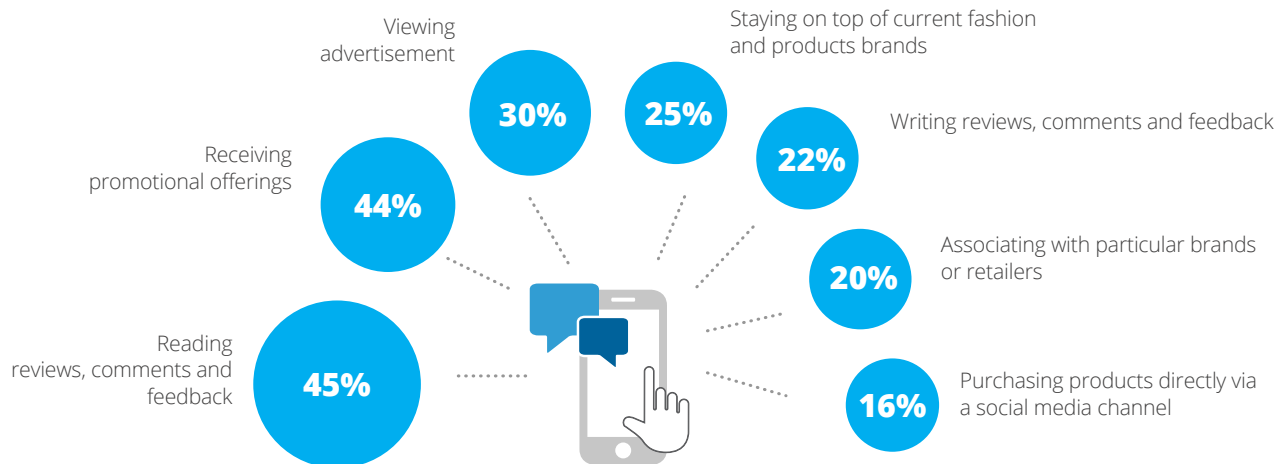 Viewing
advertisement
30%
Staying on top of current fashion
and products brands
25%
Writing reviews, comments and feedback
22%
Receiving
promotional offerings
44%
Associating with particular brands
or retailers
20%
Reading
reviews, comments and
feedback
45%
Purchasing products directly via
a social media channel
16%